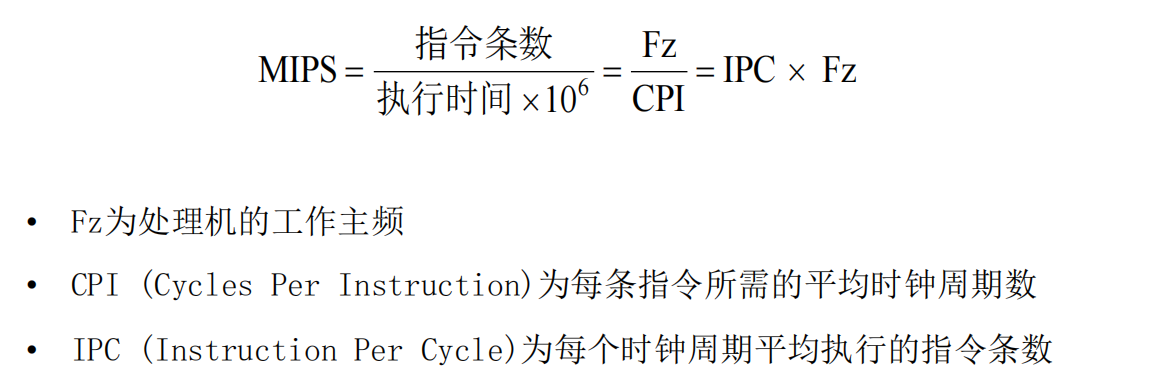 MIPS = 指令条数 / 执行时间×10⁶ = Fz / CPI = IPC × Fz
• Fz为处理机的工作主频
• CPI (Cycles Per Instruction)为每条指令所需的平均时钟周期数
• IPC (Instruction Per Cycle)为每个时钟周期平均执行的指令条数